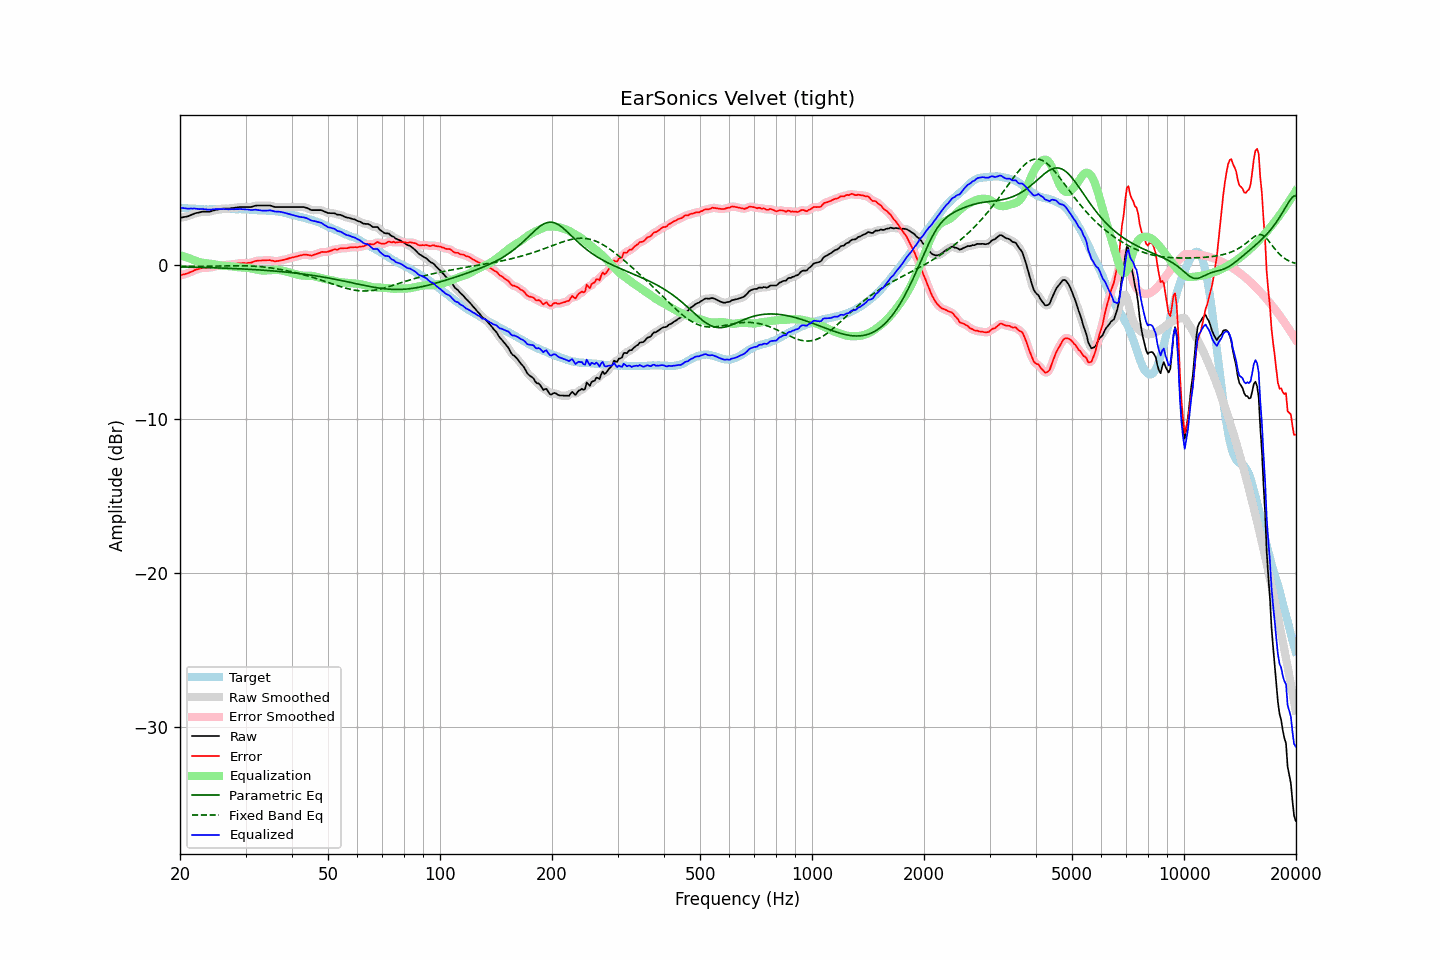 EarSonics Velvet (tight)
Amplitude (dBr)
0
−10
−20
−30
Target
Raw Smoothed
Error Smoothed
Raw
Error
Equalization
Parametric Eq
Fixed Band Eq
Equalized
20 50 100 200 500 1000 2000 5000 10000 20000
Frequency (Hz)